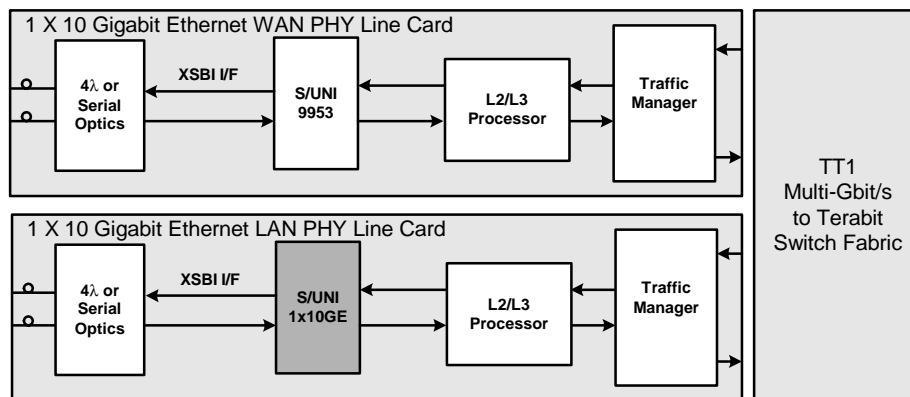 1 X 10 Gigabit Ethernet WAN PHY Line Card
4λ or
Serial
Optics
XSBI I/F
S/UNI
9953
L2/L3
Processor
Traffic
Manager
1 X 10 Gigabit Ethernet LAN PHY Line Card
4λ or
Serial
Optics
XSBI I/F
S/UNI
1x10GE
L2/L3
Processor
Traffic
Manager
TT1
Multi-Gbit/s
to Terabit
Switch Fabric